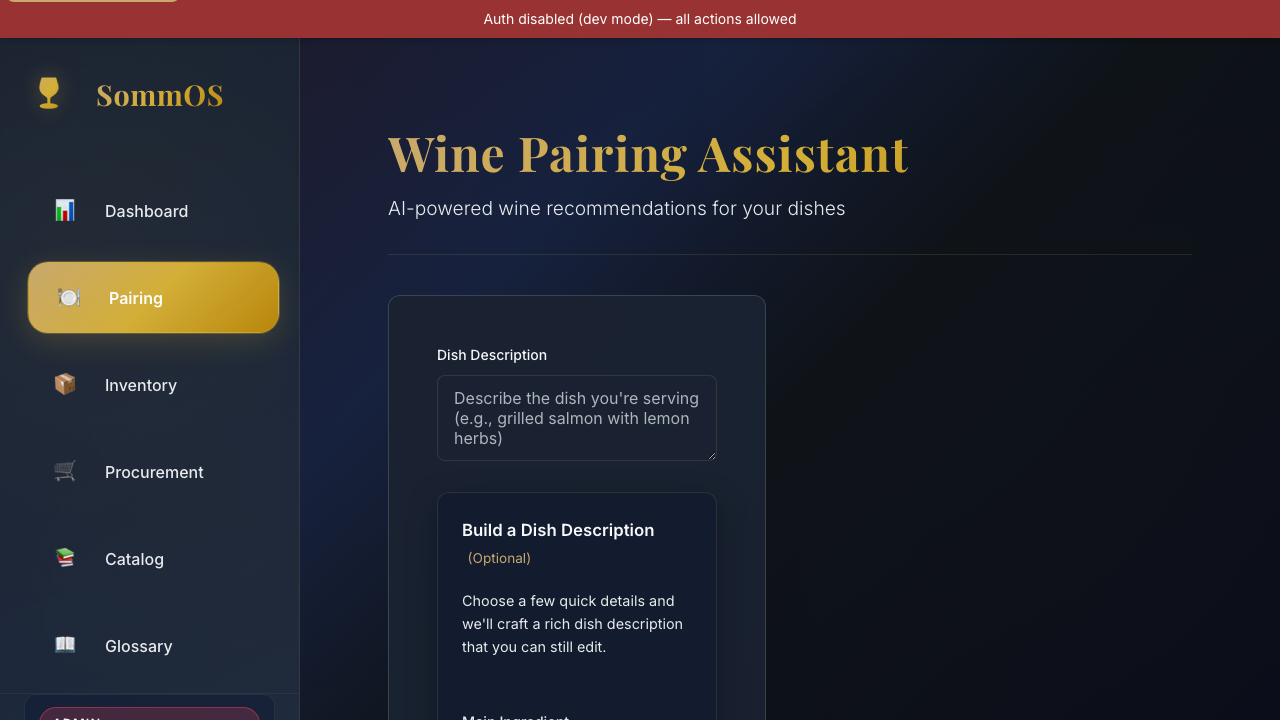 Auth disabled (dev mode) — all actions allowed
SommOS
Dashboard
Pairing
Inventory
Procurement
Catalog
Glossary
ADMIN
Wine Pairing Assistant
AI-powered wine recommendations for your dishes
Dish Description
Describe the dish you're serving
(e.g., grilled salmon with lemon
herbs)
Build a Dish Description
(Optional)
Choose a few quick details and
we'll craft a rich dish description
that you can still edit.
Main Ingredient